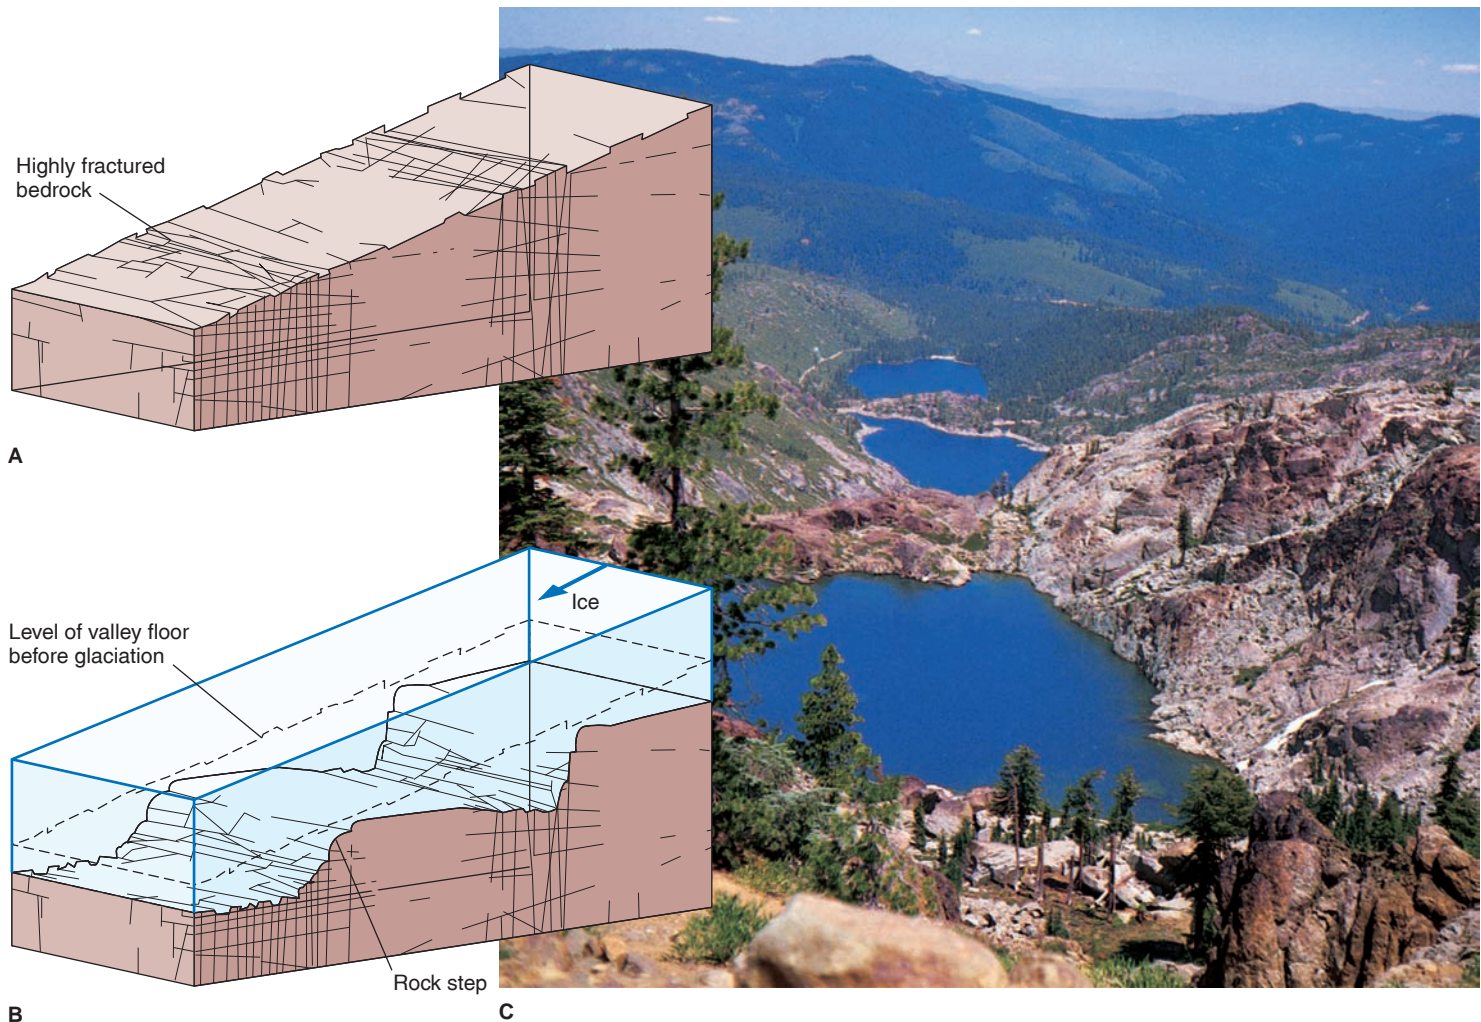 Highly fractured
bedrock
A
Level of valley floor
before glaciation
Ice
Rock step
B
C